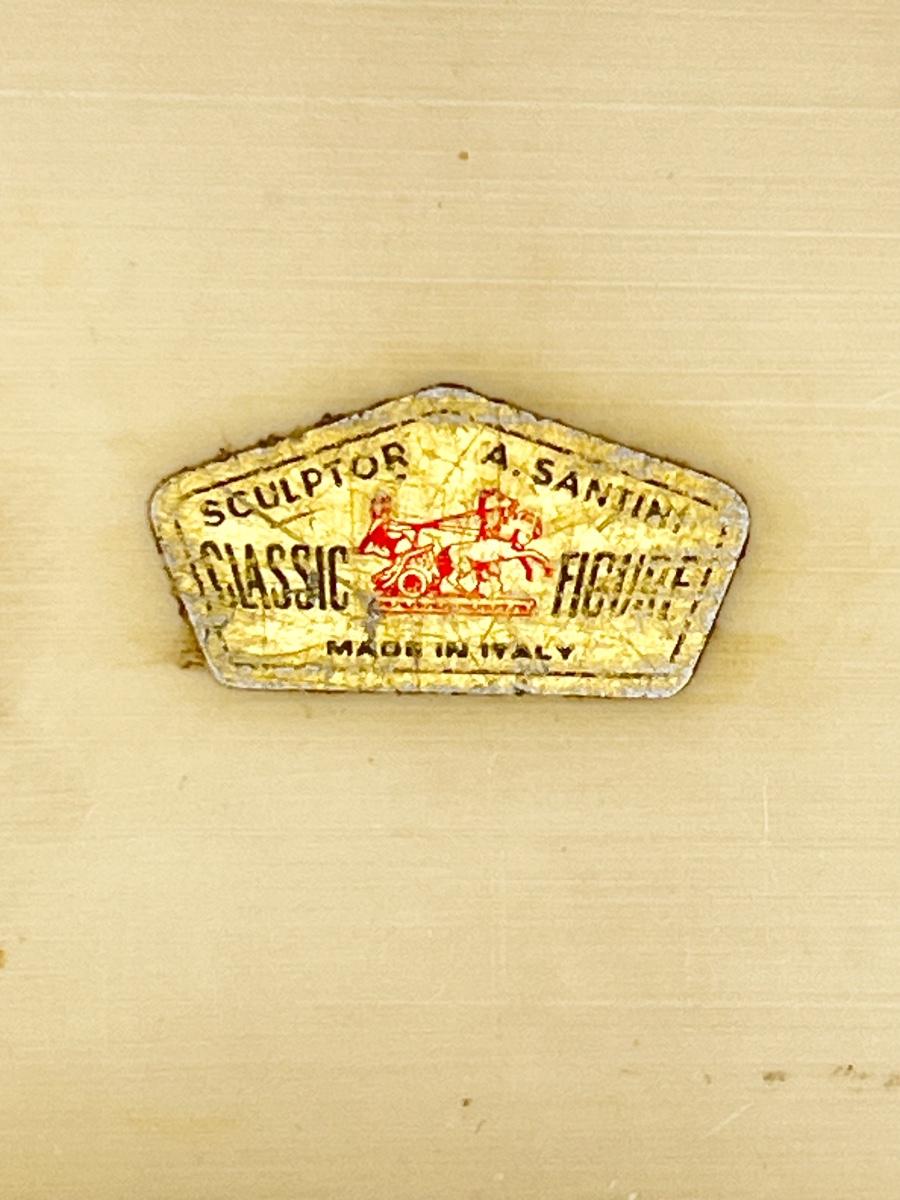 SCULPTOR A. SANTINI
CLASSIC FIGURE
MADE IN ITALY